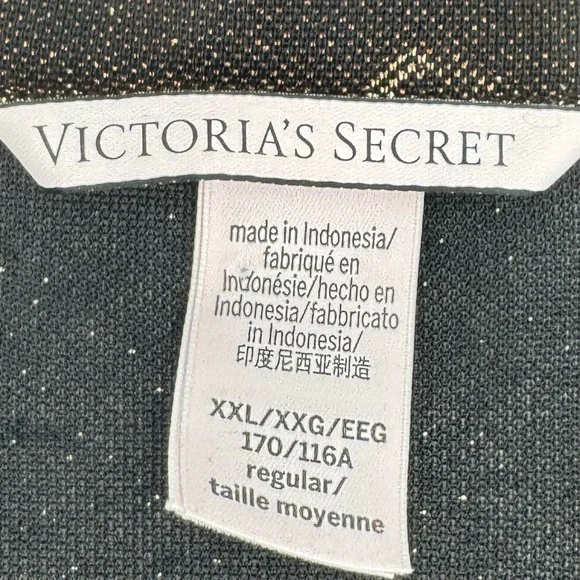 VICTORIA'S SECRET
made in Indonesia/
fabriqué en
Indonésie/hecho en
Indonesia/fabbricato
in Indonesia/
印度尼西亚制造
XXL/XXG/EEG
170/116A
regular/
taille moyenne